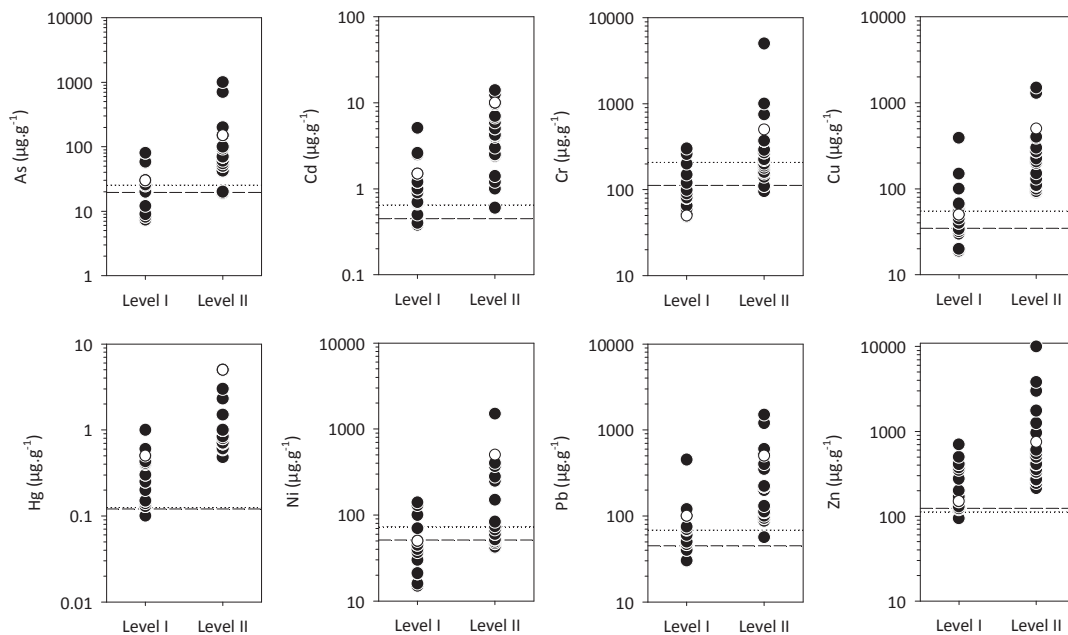 As (µg.g⁻¹)
10000
1000
100
10
1
Level I Level II
Cd (µg.g⁻¹)
100
10
1
0.1
Level I Level II
Cr (µg.g⁻¹)
10000
1000
100
10
Level I Level II
Cu (µg.g⁻¹)
10000
1000
100
10
Level I Level II
Hg (µg.g⁻¹)
10
1
0.1
0.01
Level I Level II
Ni (µg.g⁻¹)
10000
1000
100
10
Level I Level II
Pb (µg.g⁻¹)
10000
1000
100
10
Level I Level II
Zn (µg.g⁻¹)
10000
1000
100
10
Level I Level II